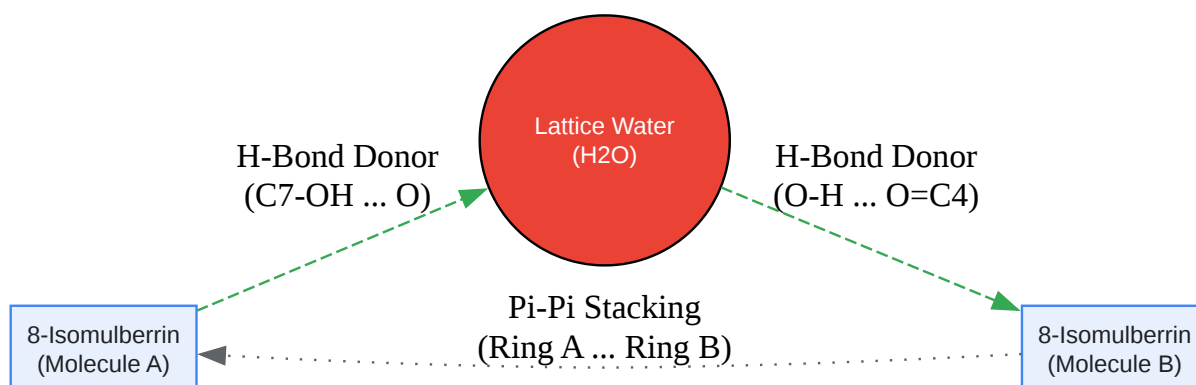 Lattice Water
(H2O)
H-Bond Donor
(C7-OH ... O)
H-Bond Donor
(O-H ... O=C4)
Pi-Pi Stacking
(Ring A ... Ring B)
8-Isomulberrin
(Molecule A)
8-Isomulberrin
(Molecule B)